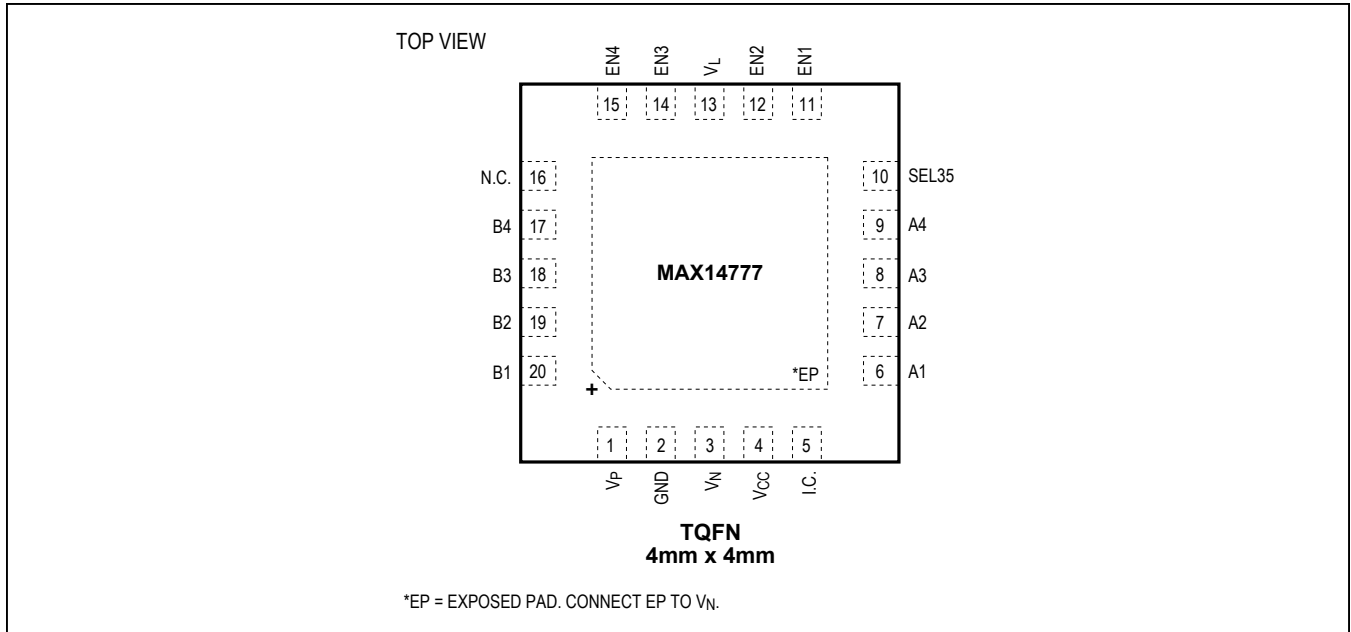 TOP VIEW
EN4 EN3 VL EN2 EN1
15 14 13 12 11
N.C. 16 10 SEL35
B4 17 9 A4
B3 18 MAX14777 8 A3
B2 19 7 A2
B1 20 *EP 6 A1
+
1 2 3 4 5
VP GND VN VCC I.C.
TQFN
4mm x 4mm
*EP = EXPOSED PAD. CONNECT EP TO VN.